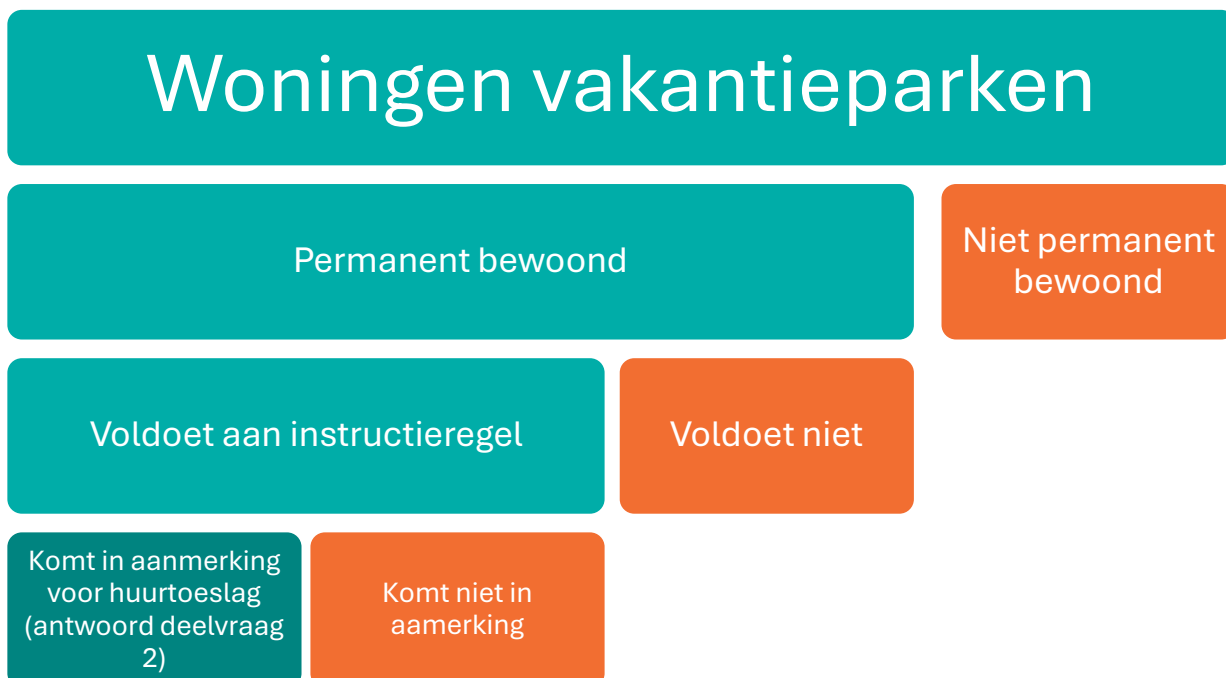 Woningen vakantieparken
Permanent bewoond
Niet permanent
bewoond
Voldoet aan instructieregel
Voldoet niet
Komt in aanmerking
voor huurtoeslag
(antwoord deelvraag
2)
Komt niet in
aamerking